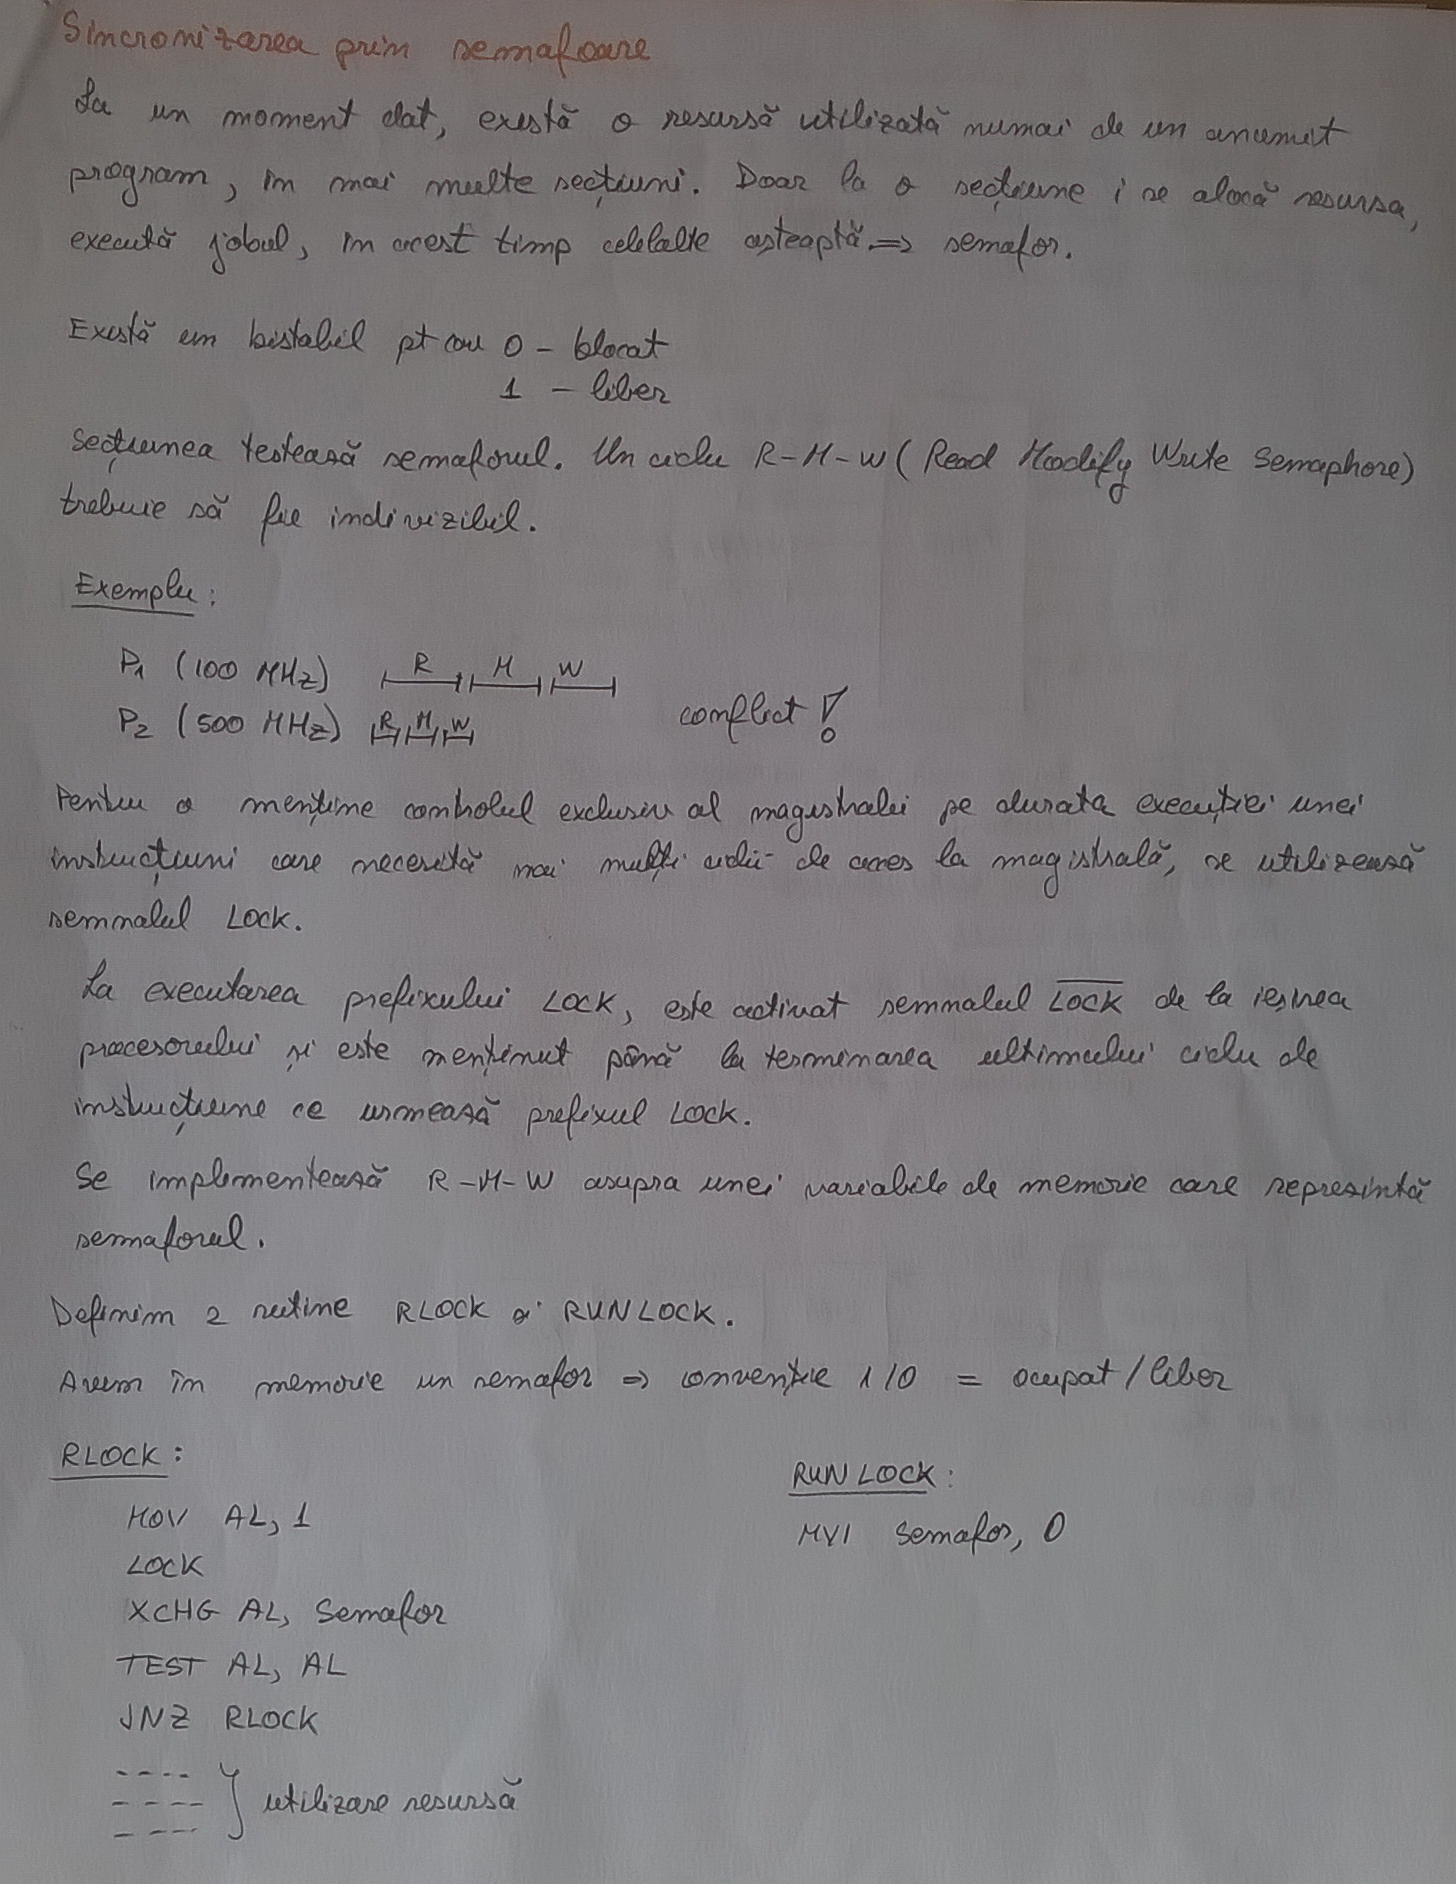 Sincronizarea prin semafoare
La un moment dat, există o resursă utilizată numai de un anumit
program, în mai multe secțiuni. Doar la o secțiune i se alocă resursa,
execută jobul, în acest timp celelalte așteaptă. => semafor.
Există un bistabil pt cau 0 - blocat
1 - liber
Secțiunea testează semaforul. Un ciclu R-M-W (Read Modify Write Semaphore)
trebuie să fie indivizibil.
Exemplu:
P1 (100 MHz) R M W
P2 (500 MHz) R M W conflict !
Pentru a menține controlul exclusiv al magistralei pe durata execuției unei
instrucțiuni care necesită mai mulți cicli de acces la magistrală, se utilizează
semnalul LOCK.
La executarea prefixului LOCK, este activat semnalul L̅O̅C̅K̅ de la ieșirea
procesorului și este menținut până la terminarea ultimului ciclu de
instrucțiune ce urmează prefixul LOCK.
Se implementează R-M-W asupra unei variabile de memorie care reprezintă
semaforul.
Definim 2 rutine RLOCK și RUNLOCK.
Avem în memorie un semafor => convenție 1/0 = ocupat/liber
RLOCK:
MOV AL, 1
LOCK
XCHG AL, Semafor
TEST AL, AL
JNZ RLOCK
---- } utilizare resursă
RUNLOCK:
MVI Semafor, 0